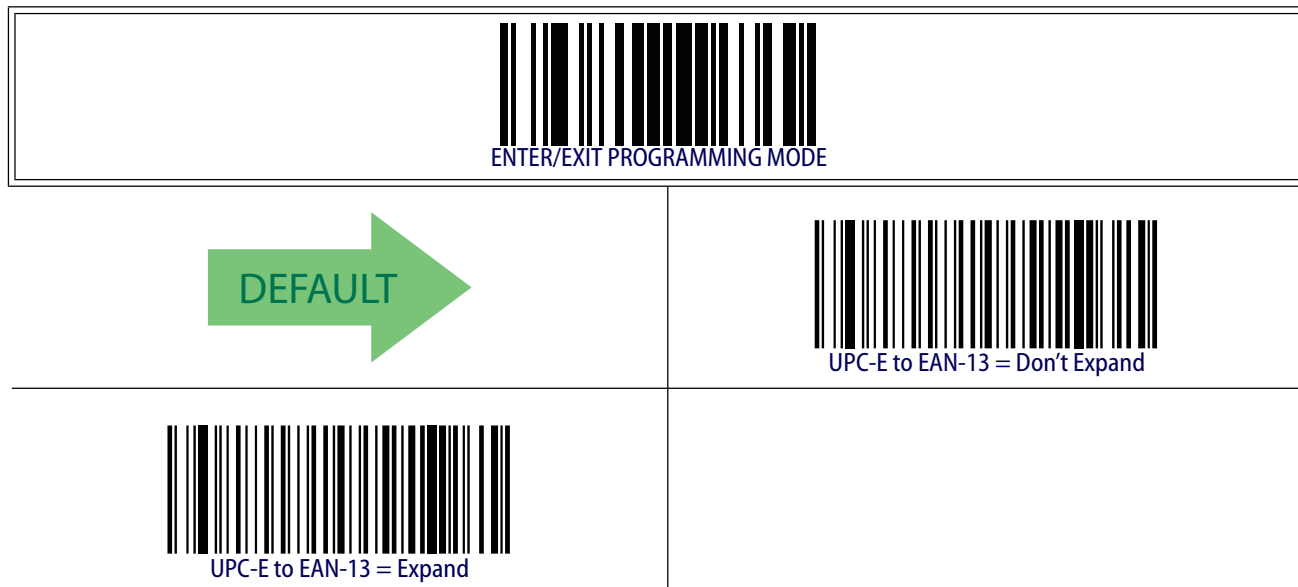 ENTER/EXIT PROGRAMMING MODE
DEFAULT
UPC-E to EAN-13 = Don’t Expand
UPC-E to EAN-13 = Expand